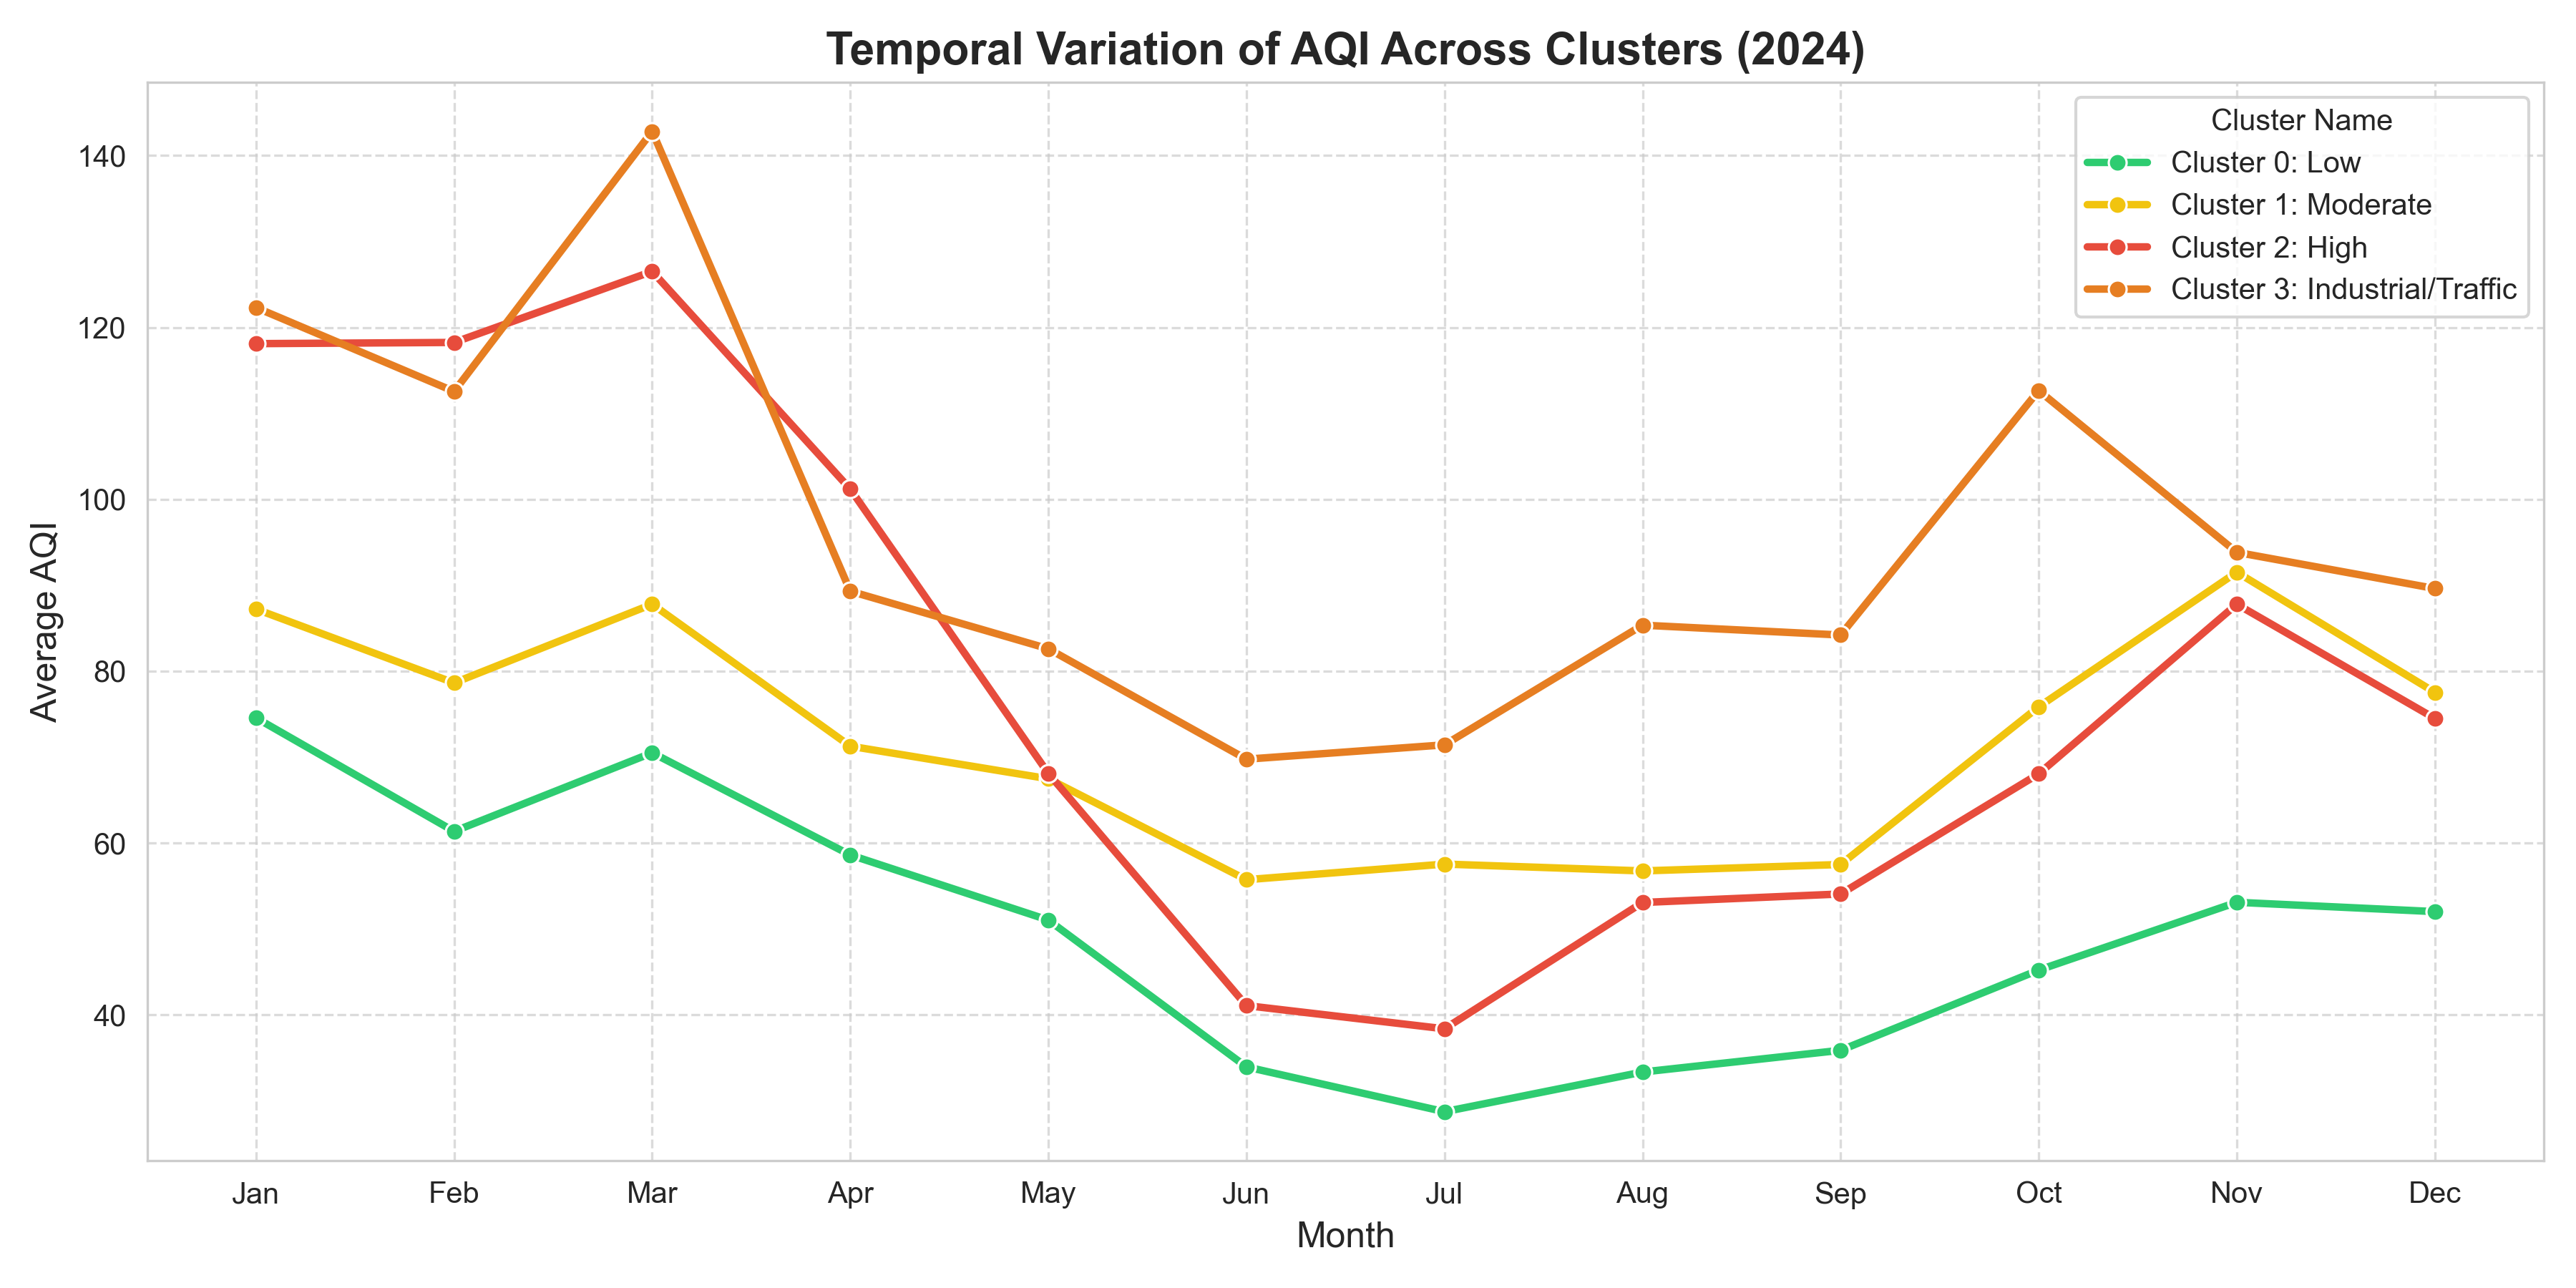 Temporal Variation of AQI Across Clusters (2024)
Cluster Name
Cluster 0: Low
Cluster 1: Moderate
Cluster 2: High
Cluster 3: Industrial/Traffic
Average AQI
140
120
100
80
60
40
Jan Feb Mar Apr May Jun Jul Aug Sep Oct Nov Dec
Month